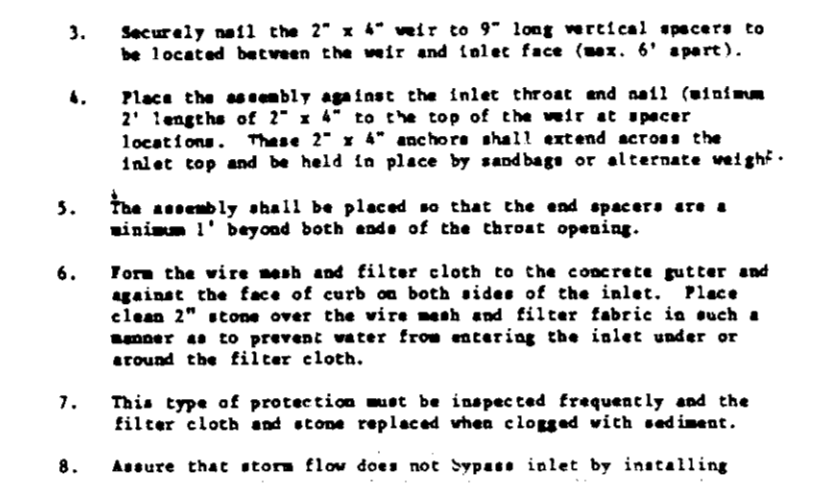 3. Securely nail the 2" x 4" weir to 9" long vertical spacers to
be located between the weir and inlet face (max. 6' apart).
4. Place the assembly against the inlet throat and nail (minimum
2' lengths of 2" x 4" to the top of the weir at spacer
locations. These 2" x 4" anchors shall extend across the
inlet top and be held in place by sandbags or alternate weight.
5. The assembly shall be placed so that the end spacers are a
minimum 1' beyond both ends of the throat opening.
6. Form the wire mesh and filter cloth to the concrete gutter and
against the face of curb on both sides of the inlet. Place
clean 2" stone over the wire mesh and filter fabric in such a
manner as to prevent water from entering the inlet under or
around the filter cloth.
7. This type of protection must be inspected frequently and the
filter cloth and stone replaced when clogged with sediment.
8. Assure that storm flow does not bypass inlet by installing